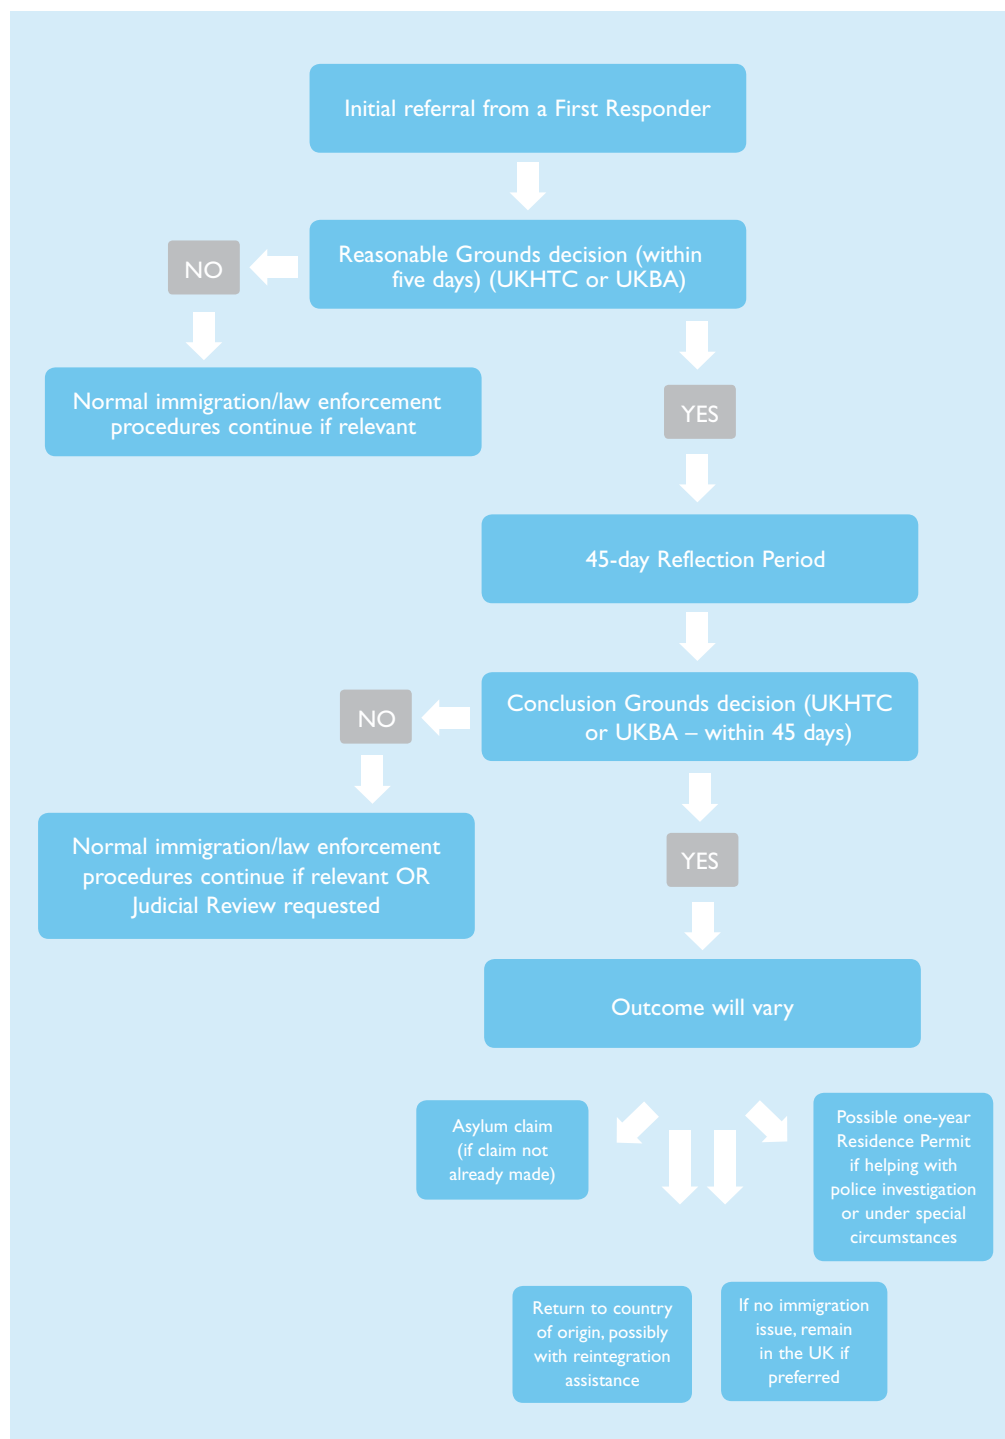 Initial referral from a First Responder
Reasonable Grounds decision (within
five days) (UKHTC or UKBA)
NO
Normal immigration/law enforcement
procedures continue if relevant
YES
45-day Reflection Period
Conclusion Grounds decision (UKHTC
or UKBA – within 45 days)
NO
Normal immigration/law enforcement
procedures continue if relevant OR
Judicial Review requested
YES
Outcome will vary
Asylum claim
(if claim not
already made)
Possible one-year
Residence Permit
if helping with
police investigation
or under special
circumstances
Return to country
of origin, possibly
with reintegration
assistance
If no immigration
issue, remain
in the UK if
preferred